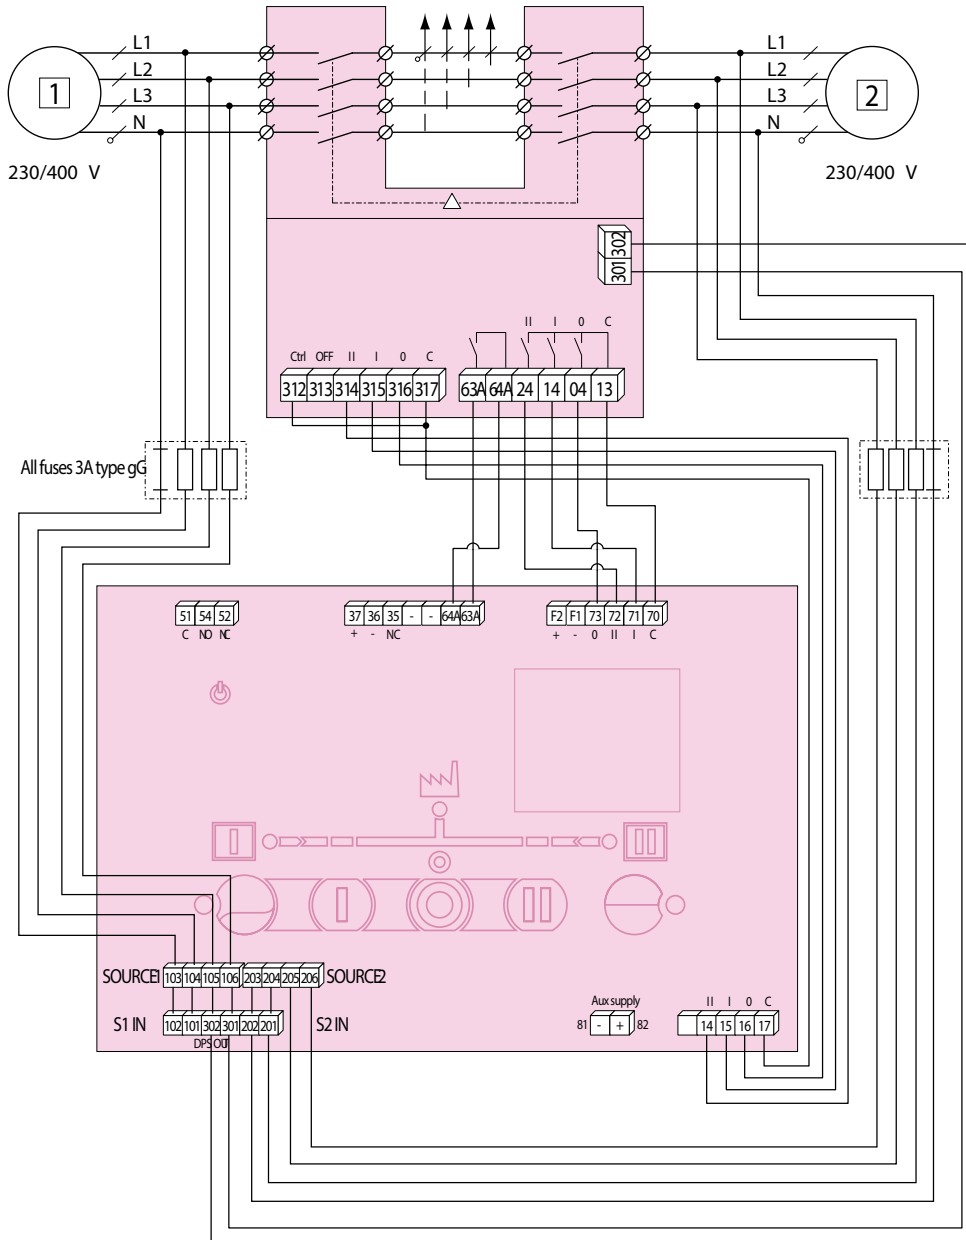 L1 L1
L2 L2
1 L3 L3 2
N N
230/400 V 230/400 V
301 302
II I 0 C
Ctrl OFF II I 0 C
312 313 314 315 316 317 63A 64A 24 14 04 13
All fuses 3A type gG
51 54 52 37 36 35 - - 64A 63A F2 F1 73 72 71 70
C NO NC + - NC + - 0 II I C
SOURCE1 103 104 105 106 203 204 205 206 SOURCE2
Aux supply II I 0 C
S1 IN 102 101 302 301 202 201 S2 IN 81 - + 82 14 15 16 17
DPS OUT